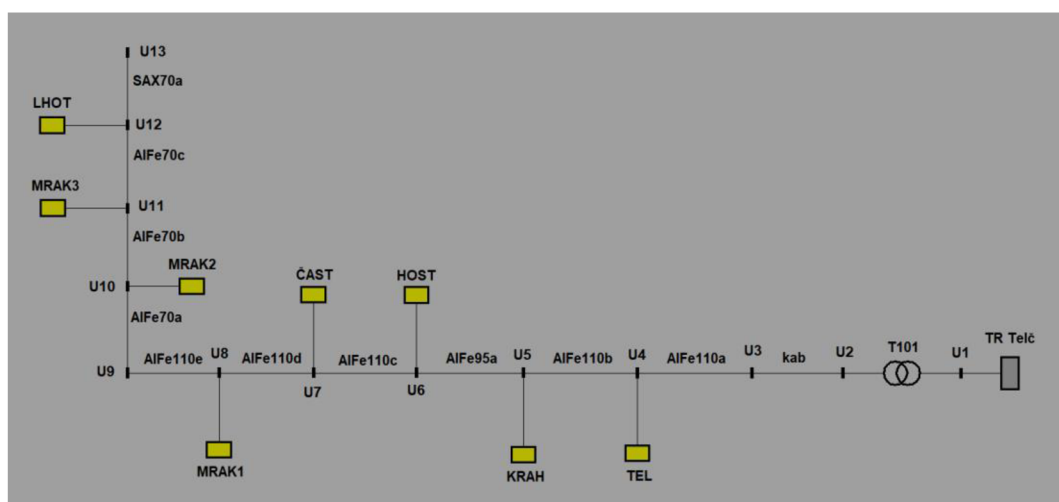 U13
SAX70a
LHOT
U12
AlFe70c
MRAK3
U11
AlFe70b
MRAK2
ČAST
HOST
U10
AlFe70a
AlFe110e
U8
AlFe110d
AlFe110c
AlFe95a
U5
AlFe110b
U4
AlFe110a
U3
kab
U2
T101
U1
TR Telč
U9
U7
U6
MRAK1
KRAH
TEL